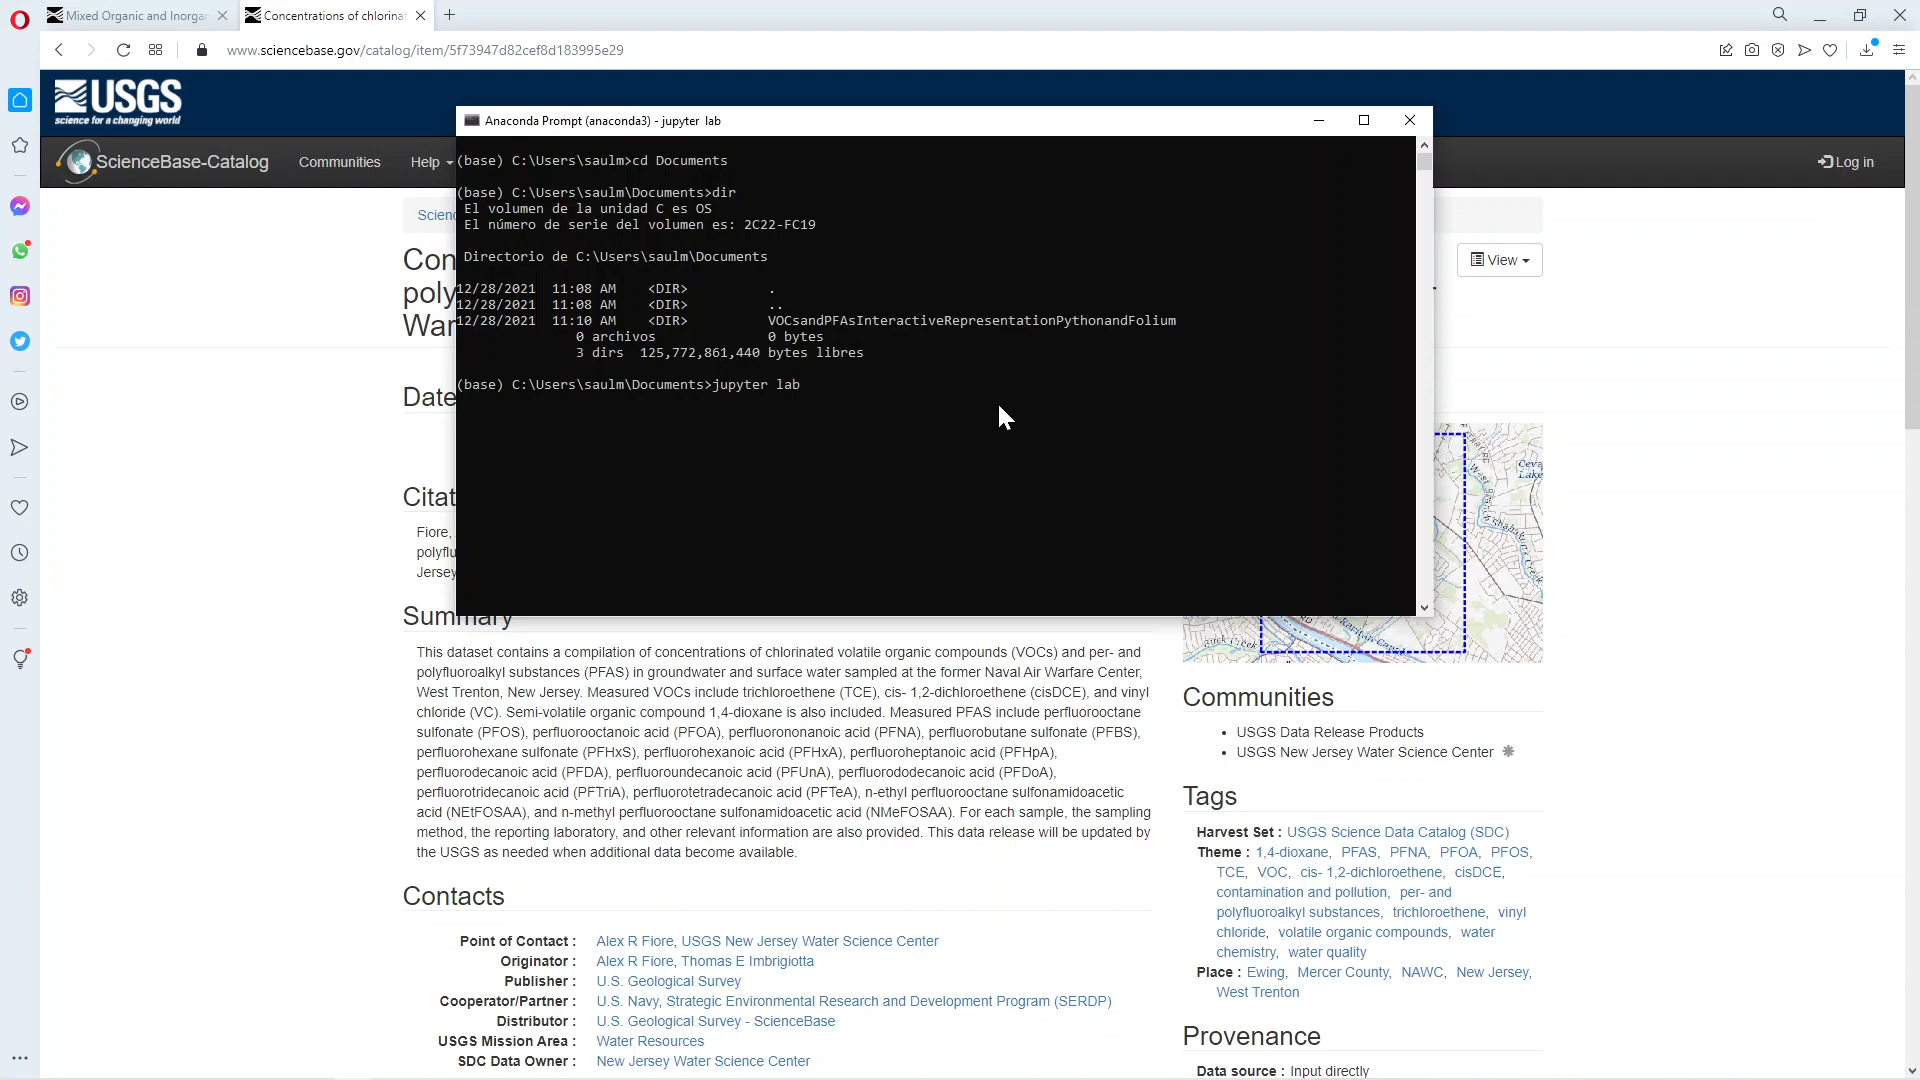 Mixed Organic and Inorgar
Concentrations of chlorinat
www.sciencebase.gov/catalog/item/5f73947d82cef8d183995e29
USGS
science for a changing world
ScienceBase-Catalog
Communities
Help
Log in
Anaconda Prompt (anaconda3) - jupyter lab
(base) C:\Users\saulm>cd Documents
(base) C:\Users\saulm\Documents>dir
El volumen de la unidad C es OS
El número de serie del volumen es: 2C22-FC19
Directorio de C:\Users\saulm\Documents
12/28/2021 11:08 AM <DIR> .
12/28/2021 11:08 AM <DIR> ..
12/28/2021 11:10 AM <DIR> VOCsandPFAsInteractiveRepresentationPythonandFolium
0 archivos 0 bytes
3 dirs 125,772,861,440 bytes libres
(base) C:\Users\saulm\Documents>jupyter lab
Scienc
View
Con
poly
War
Date
Citat
Fiore,
polyflu
Jersey
Summary
This dataset contains a compilation of concentrations of chlorinated volatile organic compounds (VOCs) and per- and
polyfluoroalkyl substances (PFAS) in groundwater and surface water sampled at the former Naval Air Warfare Center,
West Trenton, New Jersey. Measured VOCs include trichloroethene (TCE), cis- 1,2-dichloroethene (cisDCE), and vinyl
chloride (VC). Semi-volatile organic compound 1,4-dioxane is also included. Measured PFAS include perfluorooctane
sulfonate (PFOS), perfluorooctanoic acid (PFOA), perfluorononanoic acid (PFNA), perfluorobutane sulfonate (PFBS),
perfluorohexane sulfonate (PFHxS), perfluorohexanoic acid (PFHxA), perfluoroheptanoic acid (PFHpA),
perfluorodecanoic acid (PFDA), perfluoroundecanoic acid (PFUnA), perfluorododecanoic acid (PFDoA),
perfluorotridecanoic acid (PFTriA), perfluorotetradecanoic acid (PFTeA), n-ethyl perfluorooctane sulfonamidoacetic
acid (NEtFOSAA), and n-methyl perfluorooctane sulfonamidoacetic acid (NMeFOSAA). For each sample, the sampling
method, the reporting laboratory, and other relevant information are also provided. This data release will be updated by
the USGS as needed when additional data become available.
Contacts
Point of Contact : Alex R Fiore, USGS New Jersey Water Science Center
Originator : Alex R Fiore, Thomas E Imbrigiotta
Publisher : U.S. Geological Survey
Cooperator/Partner : U.S. Navy, Strategic Environmental Research and Development Program (SERDP)
Distributor : U.S. Geological Survey - ScienceBase
USGS Mission Area : Water Resources
SDC Data Owner : New Jersey Water Science Center
Communities
USGS Data Release Products
USGS New Jersey Water Science Center
Tags
Harvest Set : USGS Science Data Catalog (SDC)
Theme : 1,4-dioxane, PFAS, PFNA, PFOA, PFOS,
TCE, VOC, cis- 1,2-dichloroethene, cisDCE,
contamination and pollution, per- and
polyfluoroalkyl substances, trichloroethene, vinyl
chloride, volatile organic compounds, water
chemistry, water quality
Place : Ewing, Mercer County, NAWC, New Jersey,
West Trenton
Provenance
Data source : Input directly